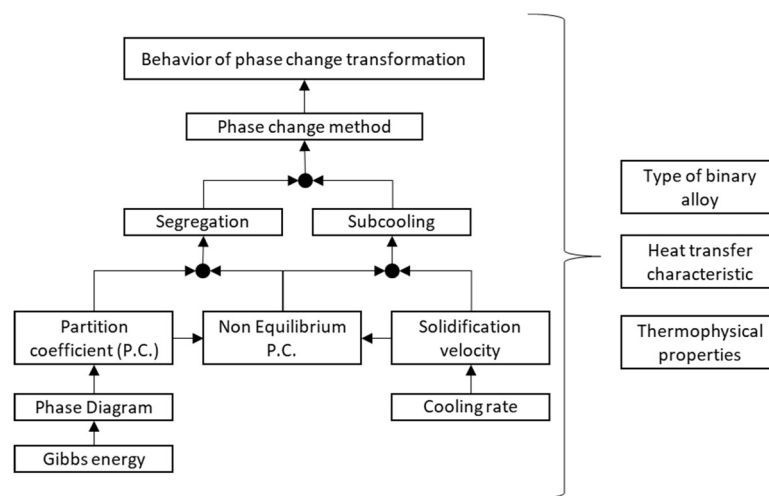 Behavior of phase change transformation
Phase change method
Segregation
Subcooling
Partition
coefficient (P.C.)
Non Equilibrium
P.C.
Solidification
velocity
Phase Diagram
Cooling rate
Gibbs energy
Type of binary
alloy
Heat transfer
characteristic
Thermophysical
properties